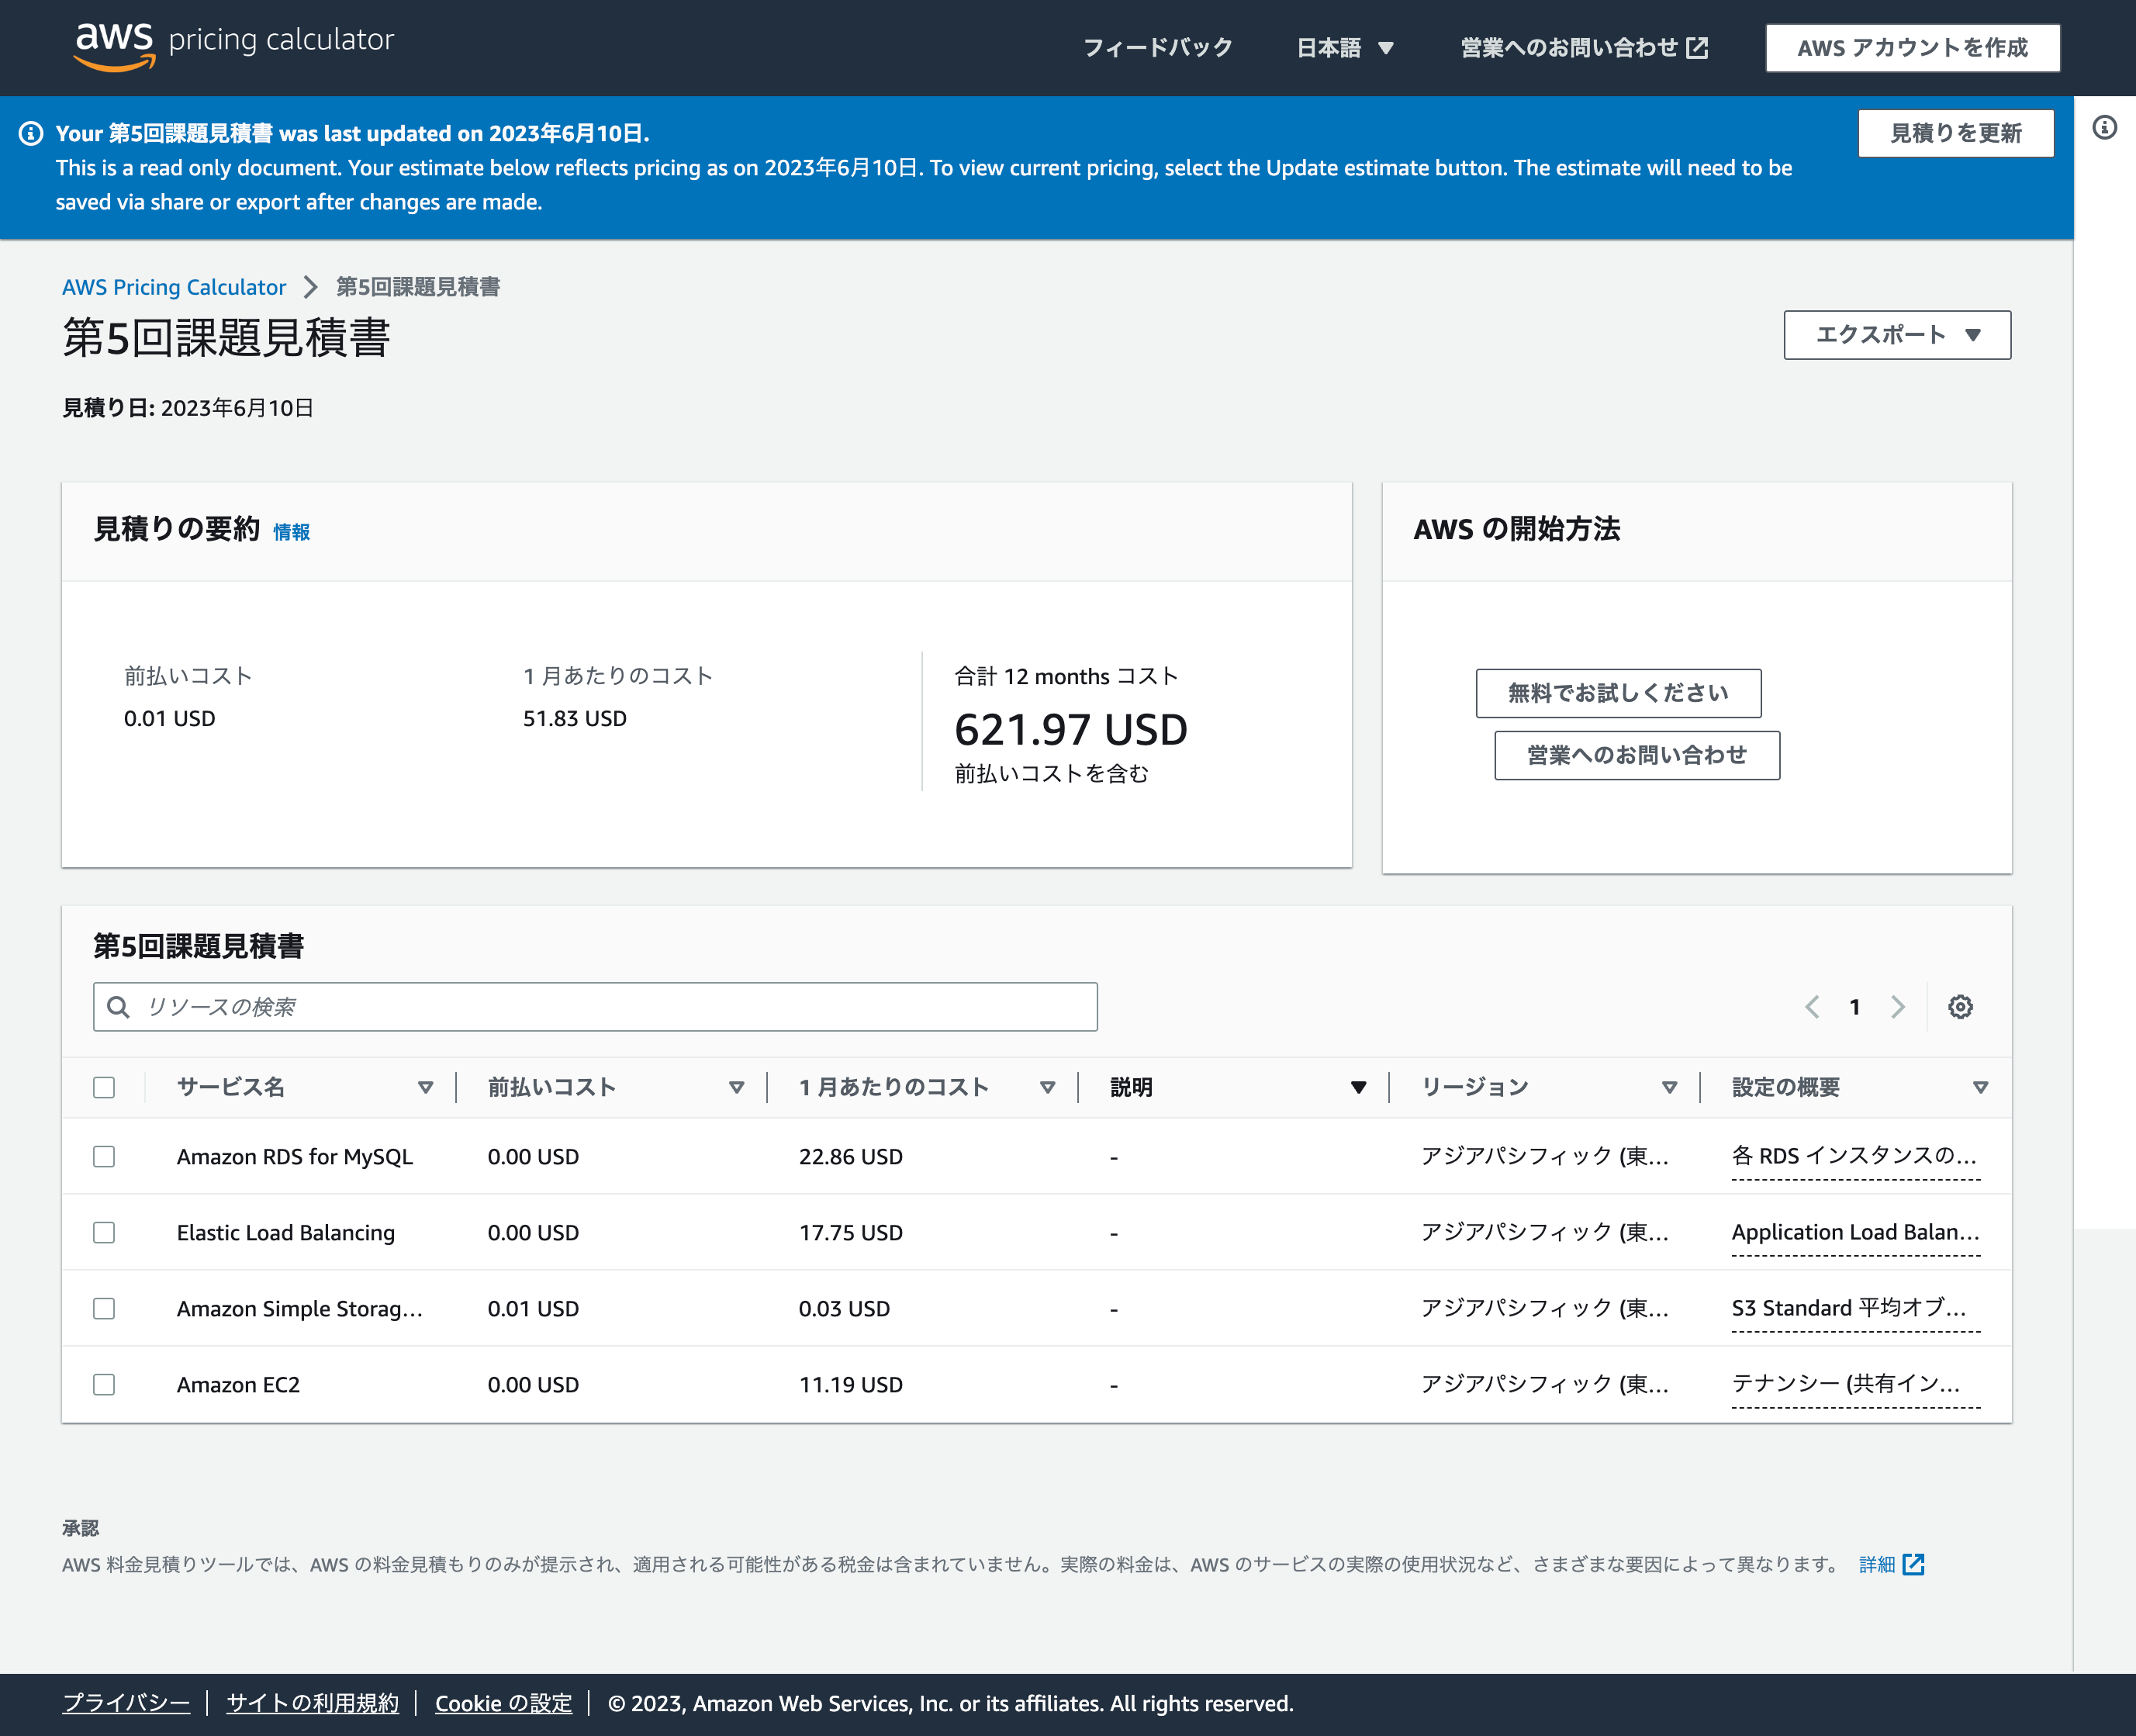 aws pricing calculator
フィードバック 日本語 営業へのお問い合わせ AWS アカウントを作成
Your 第5回課題見積書 was last updated on 2023年6月10日.
This is a read only document. Your estimate below reflects pricing as on 2023年6月10日. To view current pricing, select the Update estimate button. The estimate will need to be
saved via share or export after changes are made.
見積りを更新
AWS Pricing Calculator 第5回課題見積書
第5回課題見積書
エクスポート
見積り日: 2023年6月10日
見積りの要約 情報
前払いコスト
0.01 USD
1 月あたりのコスト
51.83 USD
合計 12 months コスト
621.97 USD
前払いコストを含む
AWS の開始方法
無料でお試しください
営業へのお問い合わせ
第5回課題見積書
リソースの検索
1
サービス名 前払いコスト 1 月あたりのコスト 説明 リージョン 設定の概要
Amazon RDS for MySQL 0.00 USD 22.86 USD - アジアパシフィック (東… 各 RDS インスタンスの…
Elastic Load Balancing 0.00 USD 17.75 USD - アジアパシフィック (東… Application Load Balan…
Amazon Simple Storag… 0.01 USD 0.03 USD - アジアパシフィック (東… S3 Standard 平均オブ…
Amazon EC2 0.00 USD 11.19 USD - アジアパシフィック (東… テナンシー (共有イン…
承認
AWS 料金見積りツールでは、AWS の料金見積もりのみが提示され、適用される可能性がある税金は含まれていません。実際の料金は、AWS のサービスの実際の使用状況など、さまざまな要因によって異なります。 詳細
プライバシー | サイトの利用規約 | Cookie の設定 | © 2023, Amazon Web Services, Inc. or its affiliates. All rights reserved.